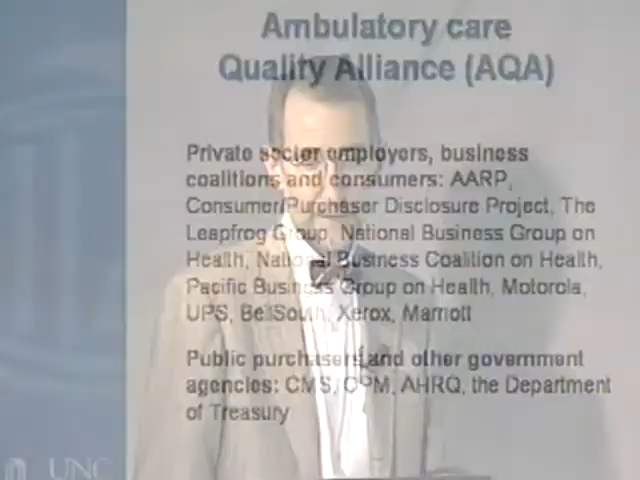 Ambulatory care
Quality Alliance (AQA)
Private sector employers, business
coalitions and consumers: AARP,
Consumer/Purchaser Disclosure Project, The
Leapfrog Group, National Business Group on
Health, National Business Coalition on Health,
Pacific Business Group on Health, Motorola,
UPS, BellSouth, Xerox, Marriott
Public purchasers and other government
agencies: CMS, OPM, AHRQ, the Department
of Treasury
UNC